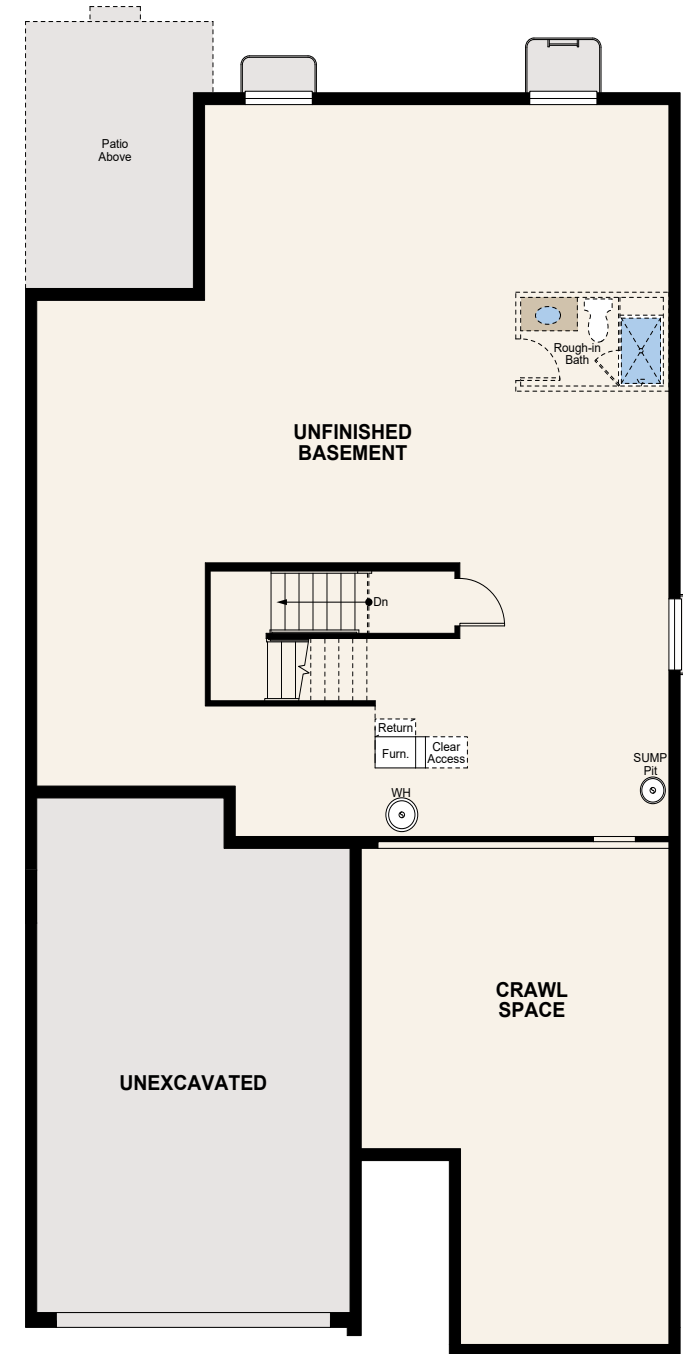 Patio
Above
Rough-in
Bath
UNFINISHED
BASEMENT
Dn
Return
Furn.
Clear
Access
SUMP
Pit
WH
CRAWL
SPACE
UNEXCAVATED